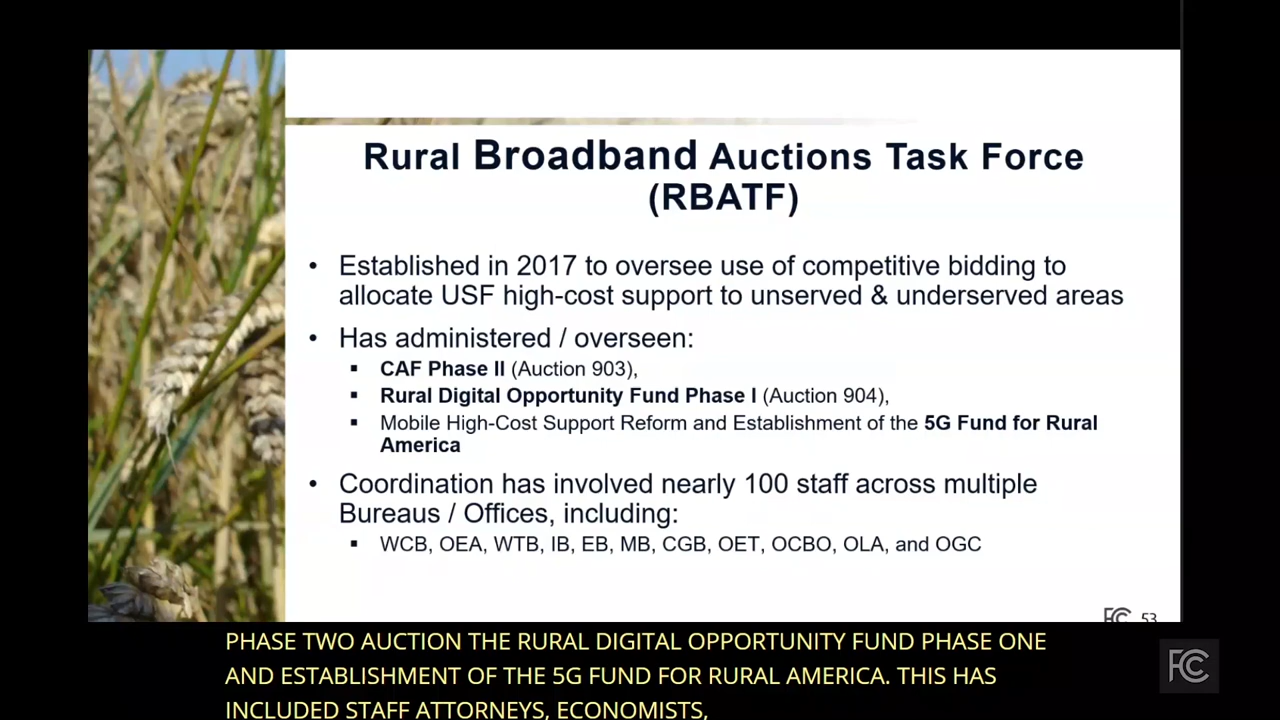 Rural Broadband Auctions Task Force
(RBATF)
• Established in 2017 to oversee use of competitive bidding to
allocate USF high-cost support to unserved & underserved areas
• Has administered / overseen:
▪ CAF Phase II (Auction 903),
▪ Rural Digital Opportunity Fund Phase I (Auction 904),
▪ Mobile High-Cost Support Reform and Establishment of the 5G Fund for Rural
America
• Coordination has involved nearly 100 staff across multiple
Bureaus / Offices, including:
▪ WCB, OEA, WTB, IB, EB, MB, CGB, OET, OCBO, OLA, and OGC
FCC 53
PHASE TWO AUCTION THE RURAL DIGITAL OPPORTUNITY FUND PHASE ONE
AND ESTABLISHMENT OF THE 5G FUND FOR RURAL AMERICA. THIS HAS
INCLUDED STAFF ATTORNEYS, ECONOMISTS,
FCC